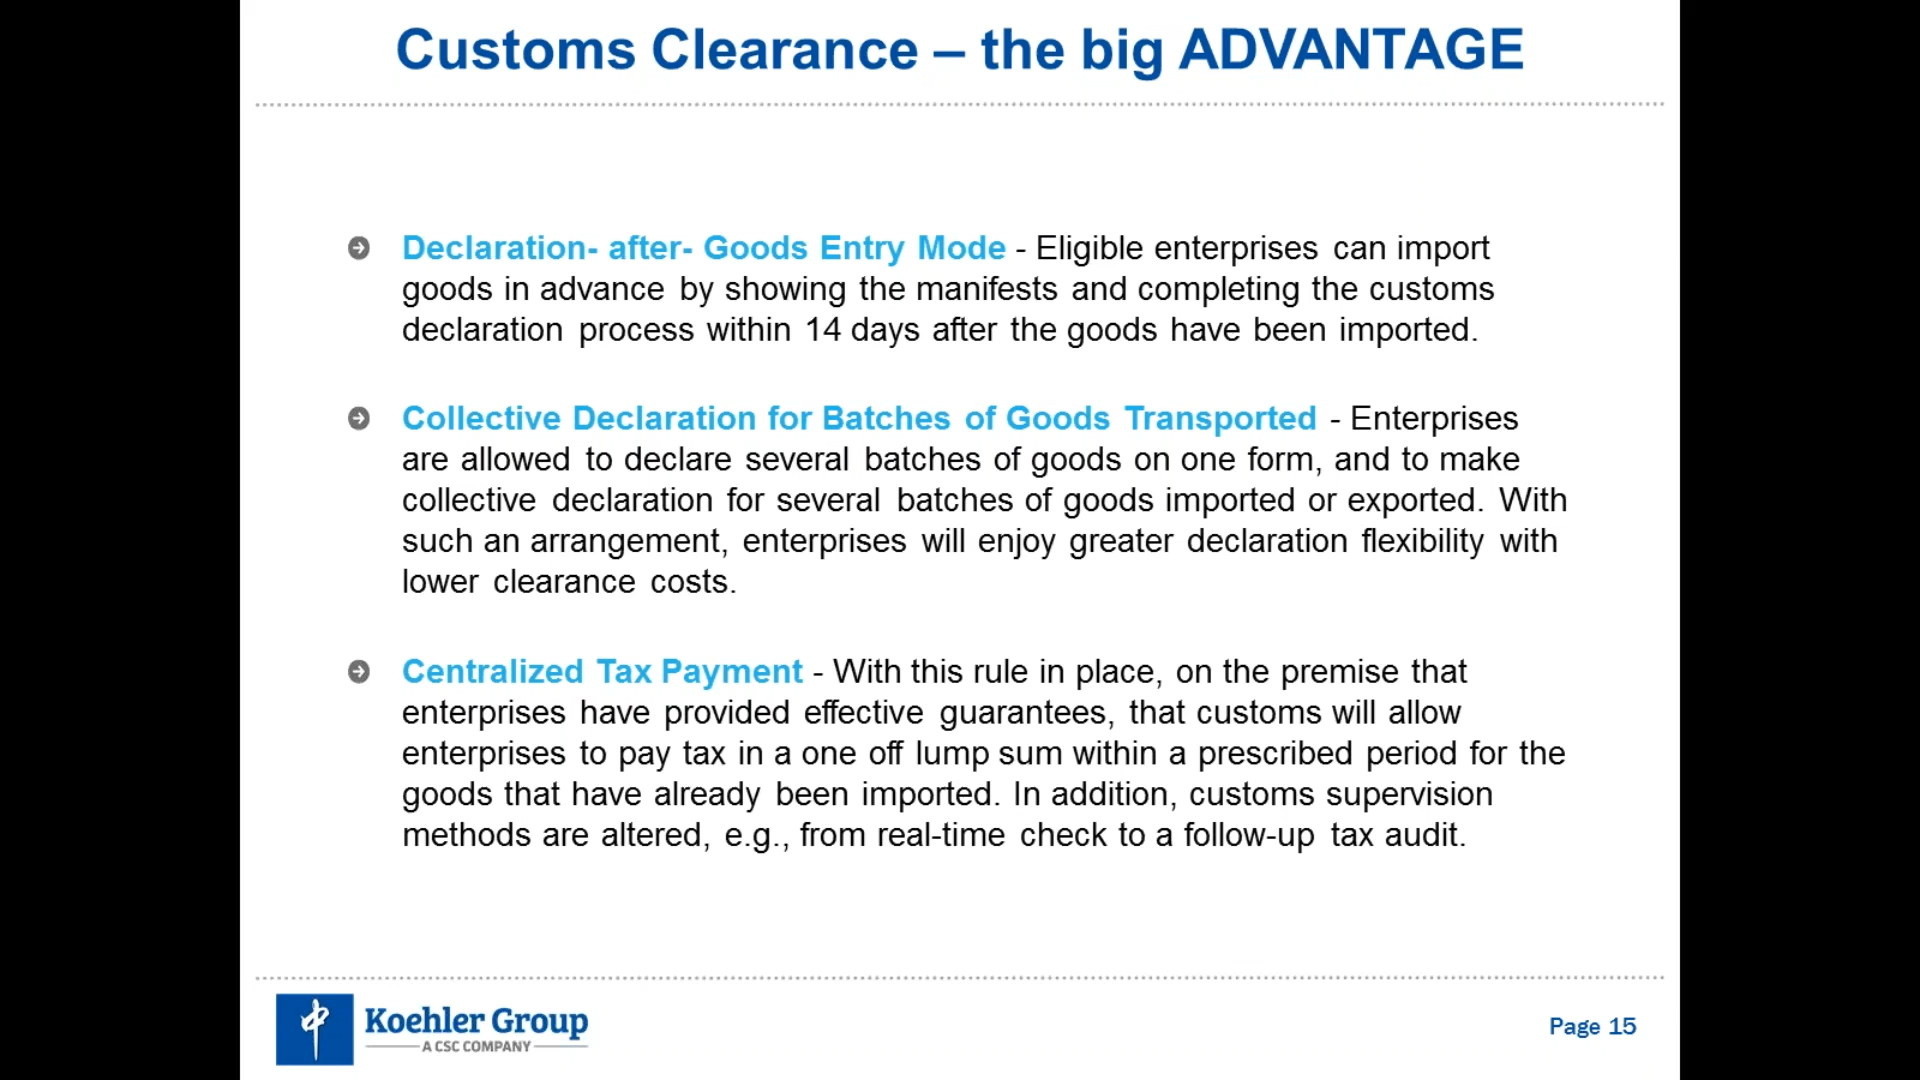 Customs Clearance – the big ADVANTAGE
Declaration- after- Goods Entry Mode - Eligible enterprises can import
goods in advance by showing the manifests and completing the customs
declaration process within 14 days after the goods have been imported.
Collective Declaration for Batches of Goods Transported - Enterprises
are allowed to declare several batches of goods on one form, and to make
collective declaration for several batches of goods imported or exported. With
such an arrangement, enterprises will enjoy greater declaration flexibility with
lower clearance costs.
Centralized Tax Payment - With this rule in place, on the premise that
enterprises have provided effective guarantees, that customs will allow
enterprises to pay tax in a one off lump sum within a prescribed period for the
goods that have already been imported. In addition, customs supervision
methods are altered, e.g., from real-time check to a follow-up tax audit.
Koehler Group
A CSC COMPANY
Page 15